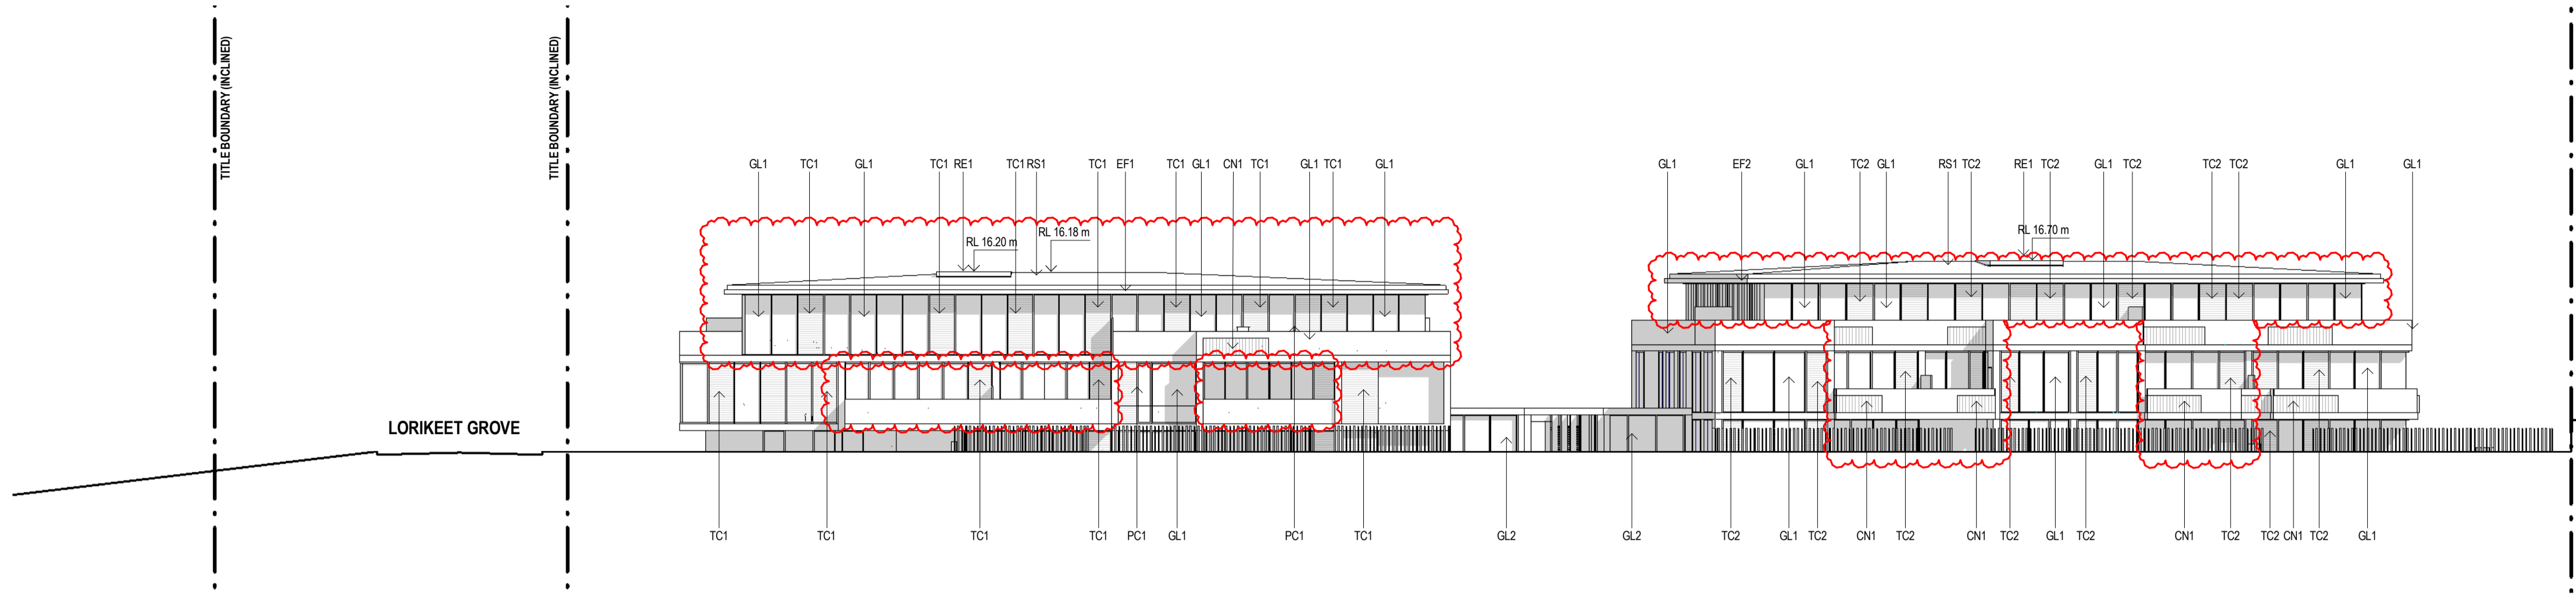 TITLE BOUNDARY (INCLINED)
TITLE BOUNDARY (INCLINED)
GL1 TC1 GL1 TC1 RE1 TC1 RS1 TC1 EF1 TC1 GL1 CN1 TC1 GL1 TC1 GL1 GL1 EF2 GL1 TC2 GL1 RS1 TC2 RE1 TC2 GL1 TC2 TC2 TC2 GL1 GL1
RL 16.20 m RL 16.18 m RL 16.70 m
LORIKEET GROVE
TC1 TC1 TC1 TC1 PC1 GL1 PC1 TC1 GL2 GL2 TC2 GL1 TC2 CN1 TC2 CN1 TC2 GL1 TC2 CN1 TC2 TC2 CN1 TC2 GL1